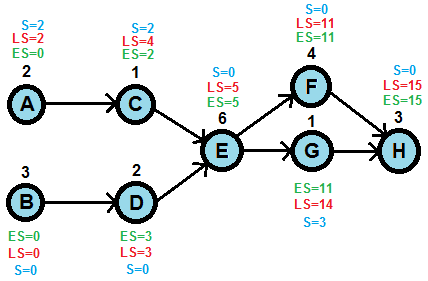 S=2
LS=2
ES=0
2
A
S=2
LS=4
ES=2
1
C
S=0
LS=5
ES=5
6
E
S=0
LS=11
ES=11
4
F
S=0
LS=15
ES=15
3
H
3
B
ES=0
LS=0
S=0
2
D
ES=3
LS=3
S=0
1
G
ES=11
LS=14
S=3